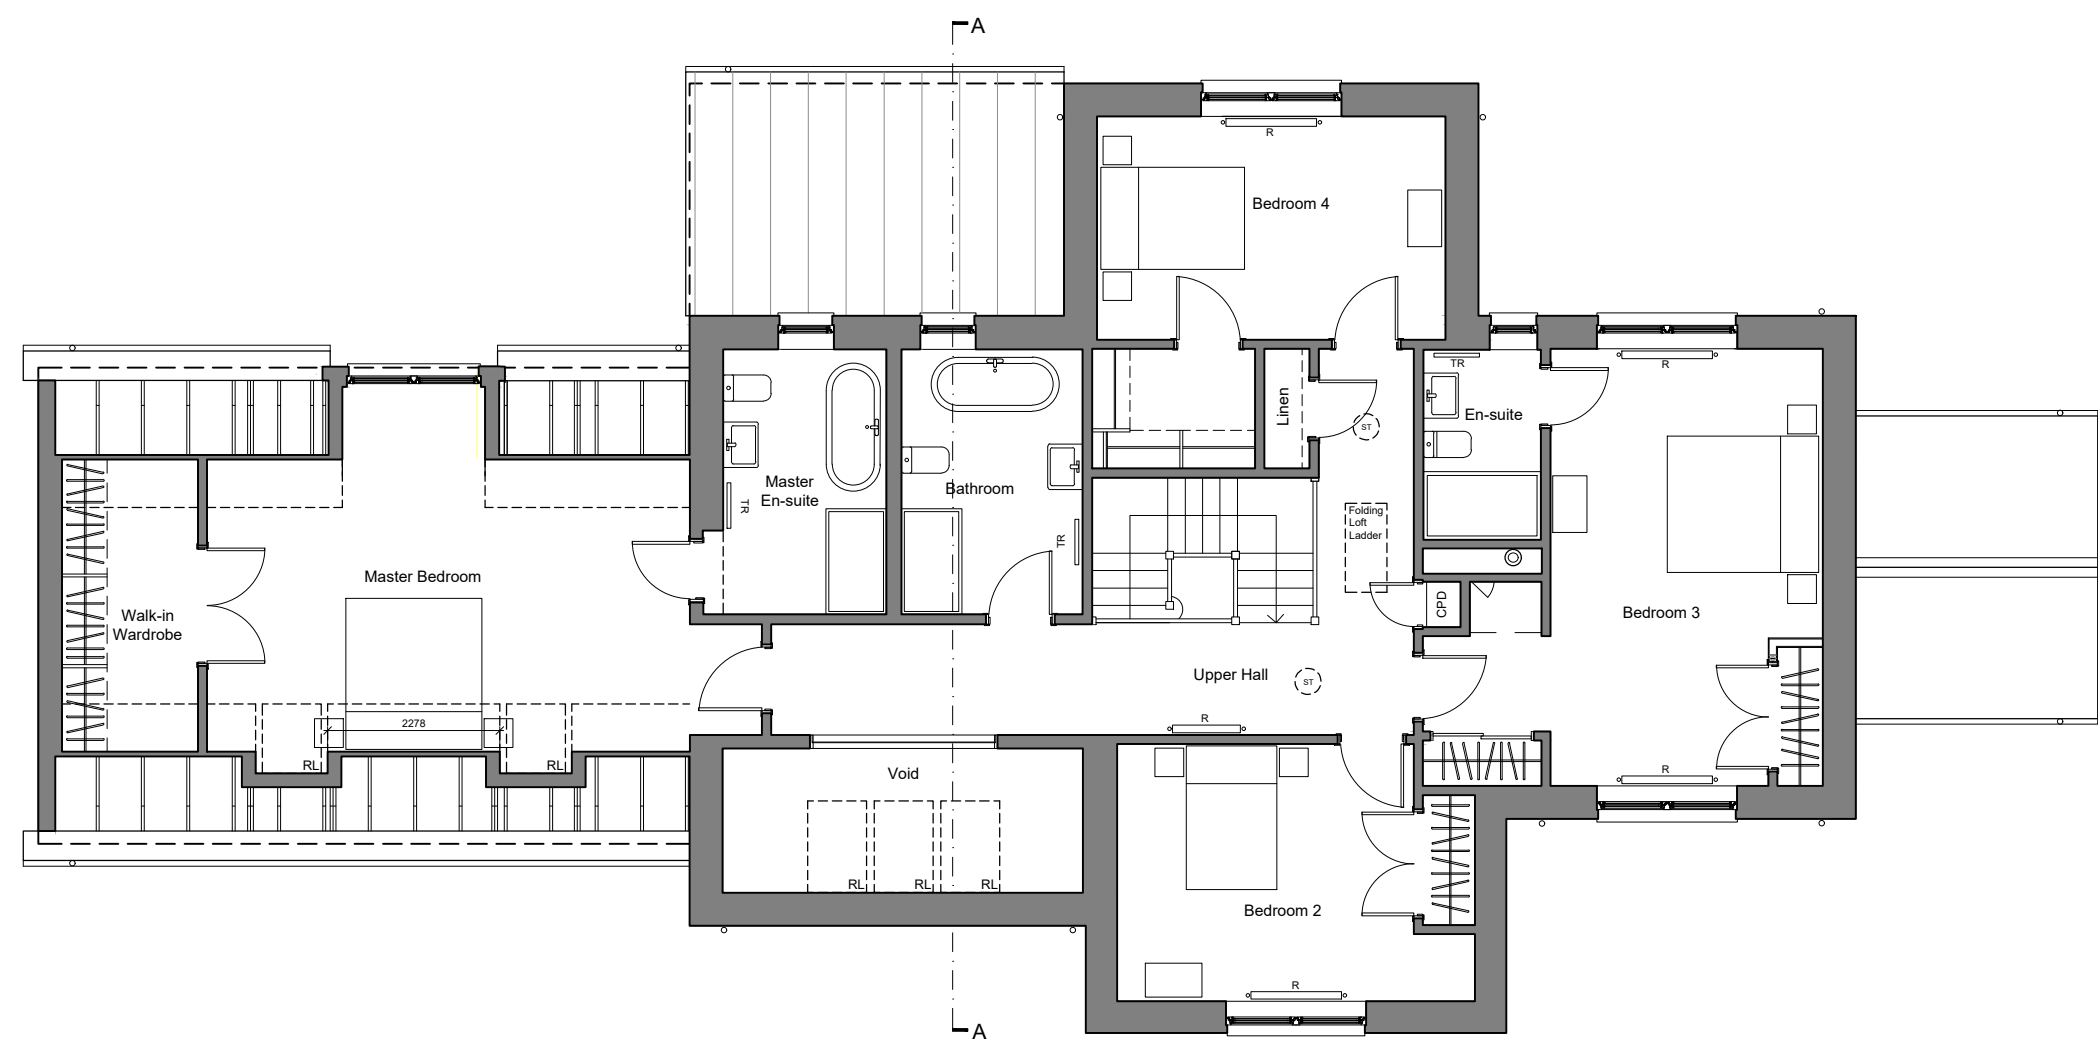 A
R
Bedroom 4
TR
R
Linen
ST
En-suite
Master
En-suite
Bathroom
TR
TR
Folding
Loft
Ladder
Master Bedroom
Walk-in
Wardrobe
CPD
Bedroom 3
Upper Hall
ST
2278
R
RL
RL
Void
R
RL
RL
RL
Bedroom 2
R
A